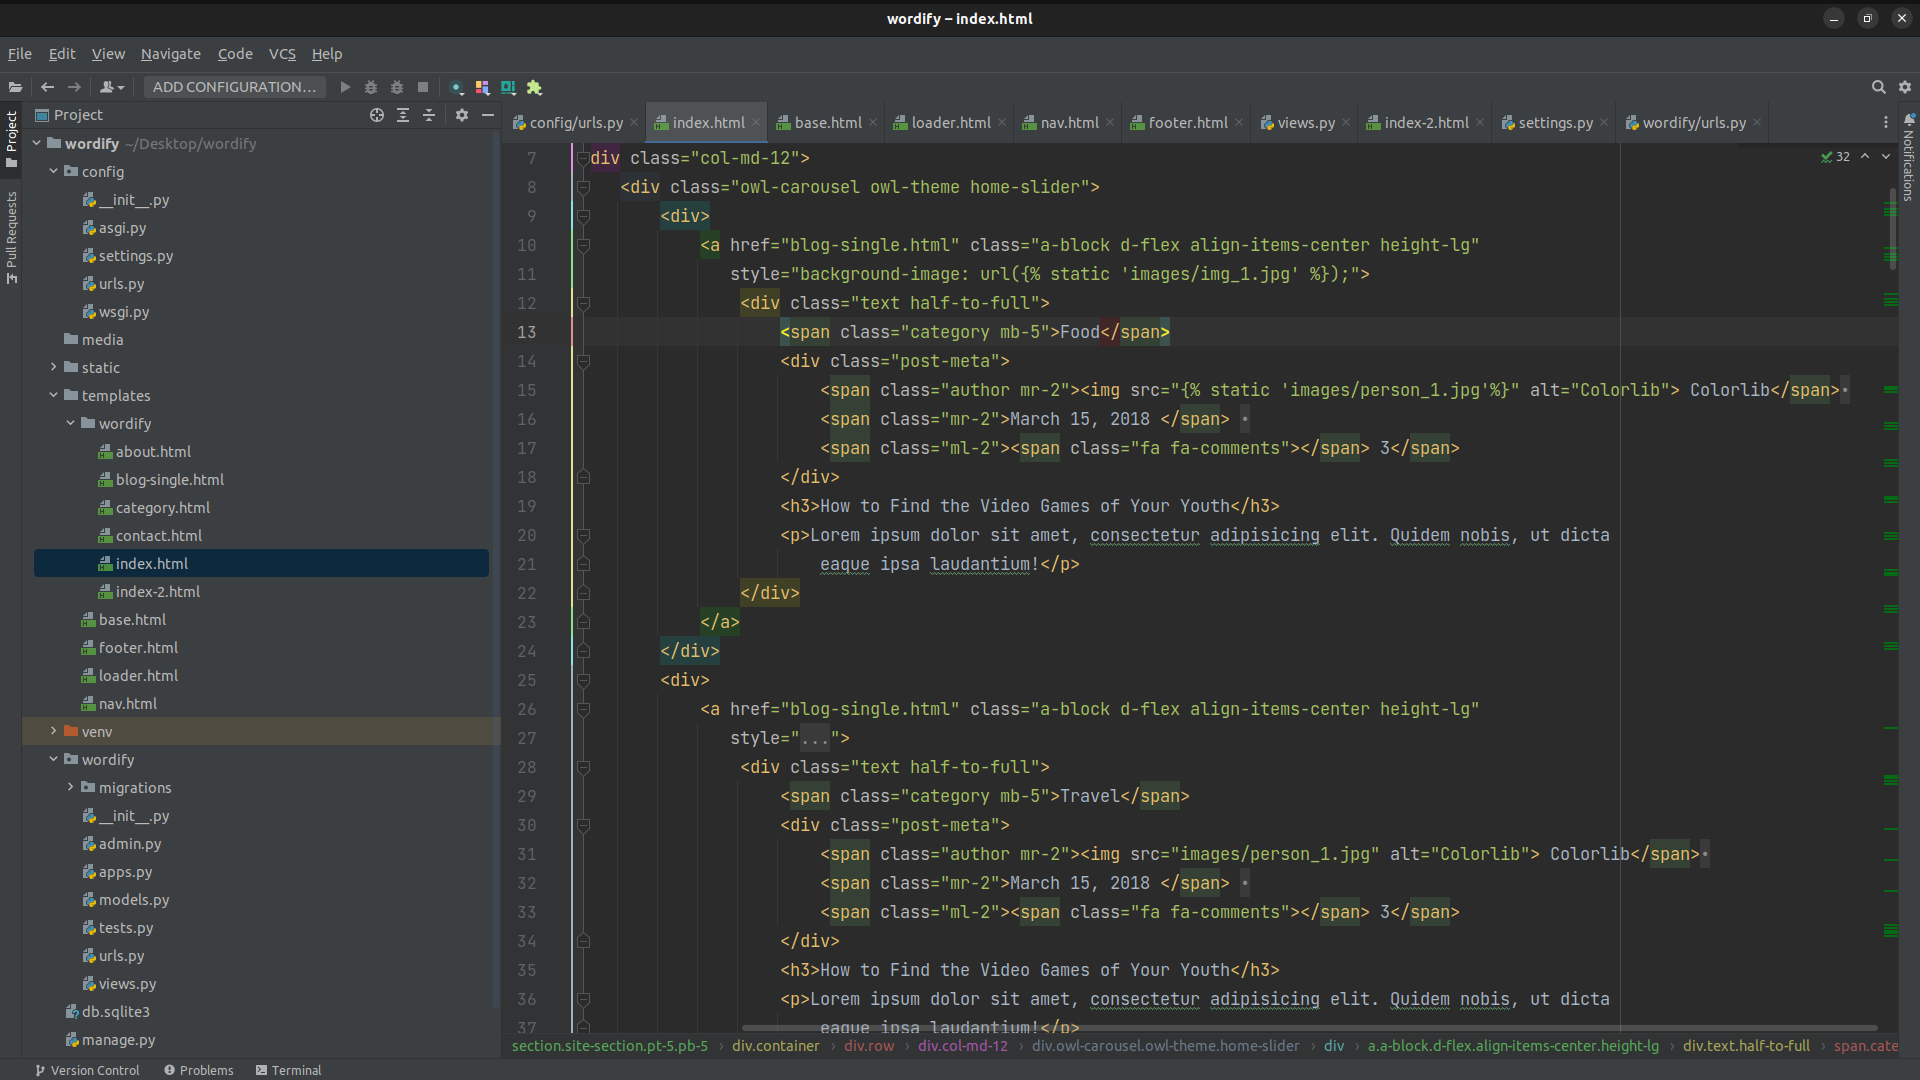 wordify – index.html
File Edit View Navigate Code VCS Help
ADD CONFIGURATION...
Project
Pull Requests
Notifications
Project
wordify ~/Desktop/wordify
config
__init__.py
asgi.py
settings.py
urls.py
wsgi.py
media
static
templates
wordify
about.html
blog-single.html
category.html
contact.html
index.html
index-2.html
base.html
footer.html
loader.html
nav.html
venv
wordify
migrations
__init__.py
admin.py
apps.py
models.py
tests.py
urls.py
views.py
db.sqlite3
manage.py
config/urls.py index.html base.html loader.html nav.html footer.html views.py index-2.html settings.py wordify/urls.py
32
7 div class="col-md-12">
8 <div class="owl-carousel owl-theme home-slider">
9 <div>
10 <a href="blog-single.html" class="a-block d-flex align-items-center height-lg"
11 style="background-image: url({% static 'images/img_1.jpg' %});">
12 <div class="text half-to-full">
13 <span class="category mb-5">Food</span>
14 <div class="post-meta">
15 <span class="author mr-2"><img src="{% static 'images/person_1.jpg'%}" alt="Colorlib"> Colorlib</span>•
16 <span class="mr-2">March 15, 2018 </span> •
17 <span class="ml-2"><span class="fa fa-comments"></span> 3</span>
18 </div>
19 <h3>How to Find the Video Games of Your Youth</h3>
20 <p>Lorem ipsum dolor sit amet, consectetur adipisicing elit. Quidem nobis, ut dicta
21 eaque ipsa laudantium!</p>
22 </div>
23 </a>
24 </div>
25 <div>
26 <a href="blog-single.html" class="a-block d-flex align-items-center height-lg"
27 style="...">
28 <div class="text half-to-full">
29 <span class="category mb-5">Travel</span>
30 <div class="post-meta">
31 <span class="author mr-2"><img src="images/person_1.jpg" alt="Colorlib"> Colorlib</span>•
32 <span class="mr-2">March 15, 2018 </span> •
33 <span class="ml-2"><span class="fa fa-comments"></span> 3</span>
34 </div>
35 <h3>How to Find the Video Games of Your Youth</h3>
36 <p>Lorem ipsum dolor sit amet, consectetur adipisicing elit. Quidem nobis, ut dicta
37 eaque ipsa laudantium!</p>
section.site-section.pt-5.pb-5 › div.container › div.row › div.col-md-12 › div.owl-carousel.owl-theme.home-slider › div › a.a-block.d-flex.align-items-center.height-lg › div.text.half-to-full › span.cate
Version Control Problems Terminal